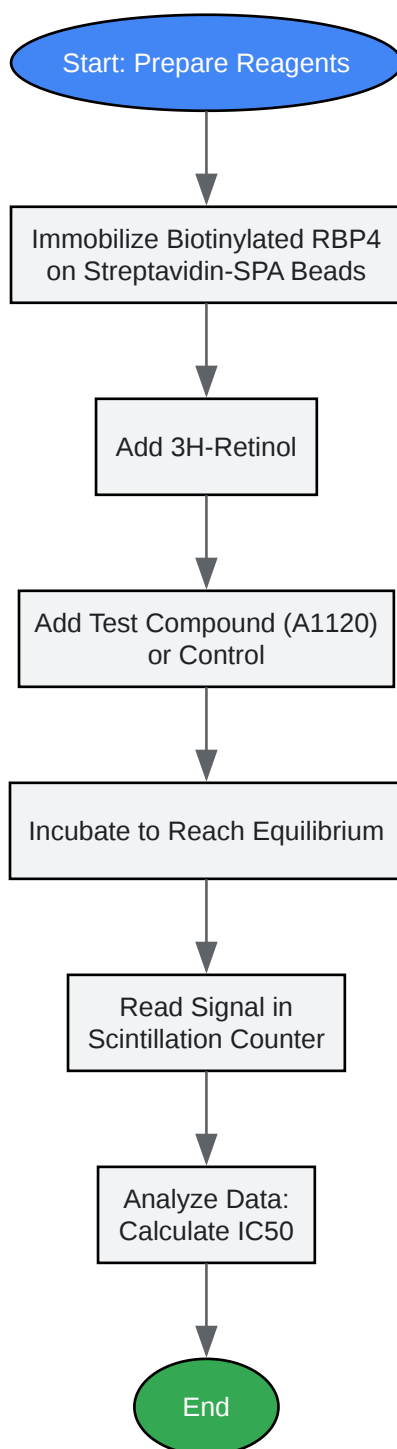 Start: Prepare Reagents
Immobilize Biotinylated RBP4
on Streptavidin-SPA Beads
Add 3H-Retinol
Add Test Compound (A1120)
or Control
Incubate to Reach Equilibrium
Read Signal in
Scintillation Counter
Analyze Data:
Calculate IC50
End